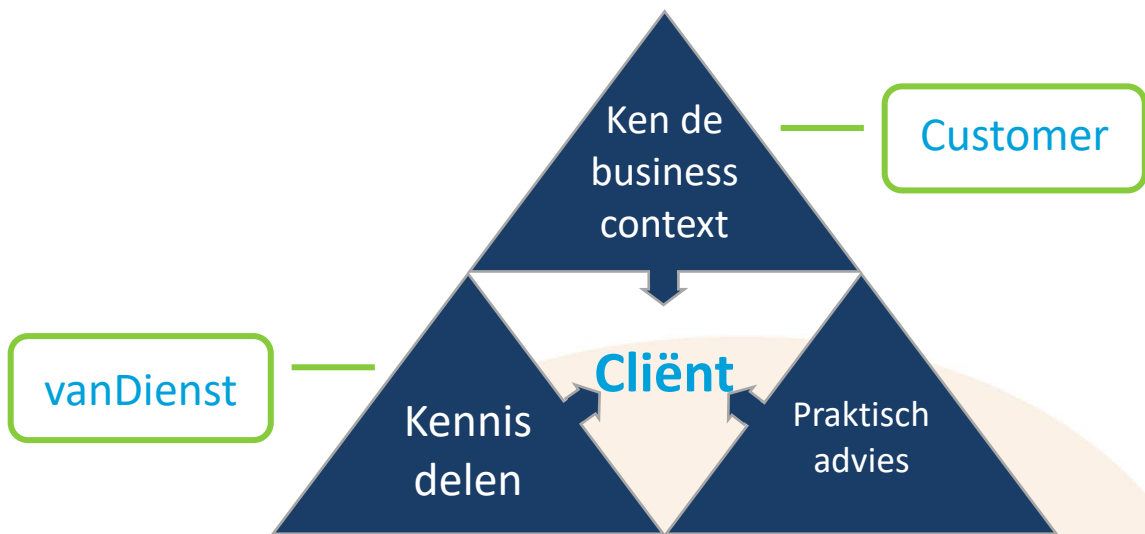 Ken de
business
context
Customer
Cliënt
vanDienst
Kennis
delen
Praktisch
advies